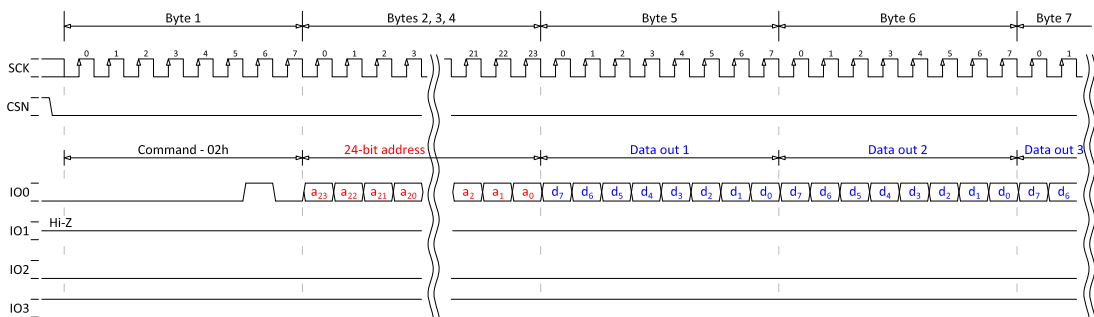 Byte 1 Bytes 2, 3, 4 Byte 5 Byte 6 Byte 7
0 1 2 3 4 5 6 7 0 1 2 3 21 22 23 0 1 2 3 4 5 6 7 0 1 2 3 4 5 6 7 0 1
SCK
CSN
Command - 02h 24-bit address Data out 1 Data out 2 Data out 3
IO0 a₂₃ a₂₂ a₂₁ a₂₀ a₂ a₁ a₀ d₇ d₆ d₅ d₄ d₃ d₂ d₁ d₀ d₇ d₆ d₅ d₄ d₃ d₂ d₁ d₀ d₇ d₆
Hi-Z
IO1
IO2
IO3